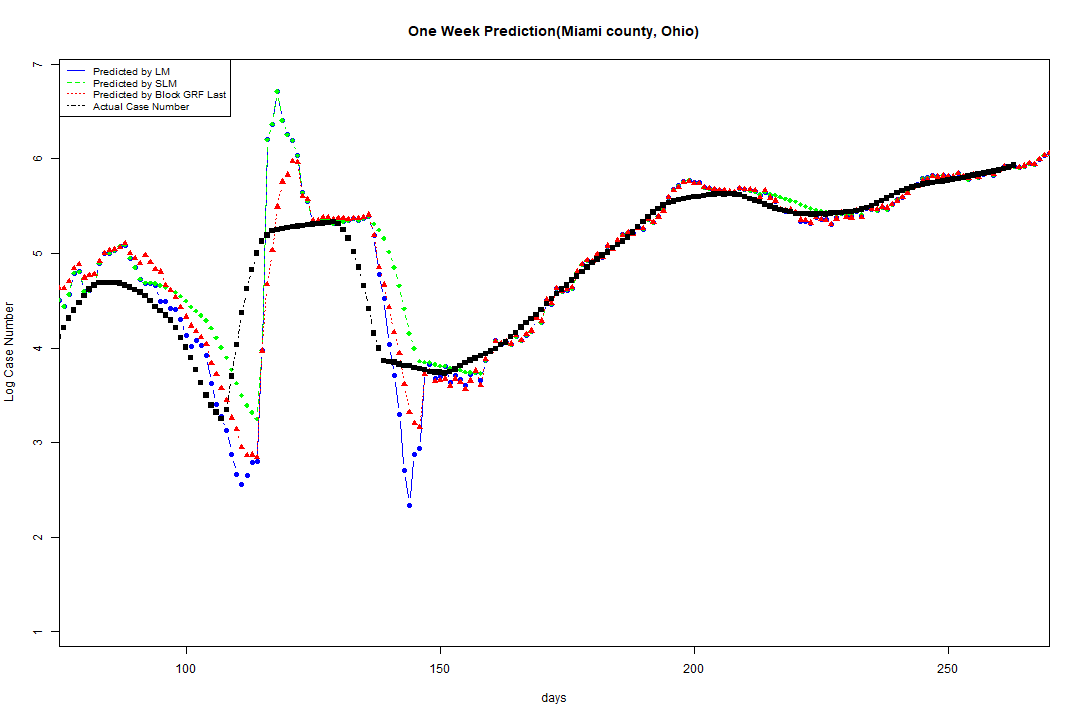 One Week Prediction(Miami county, Ohio)
Predicted by LM
Predicted by SLM
Predicted by Block GRF Last
Actual Case Number
7
6
5
4
3
2
1
Log Case Number
100 150 200 250
days